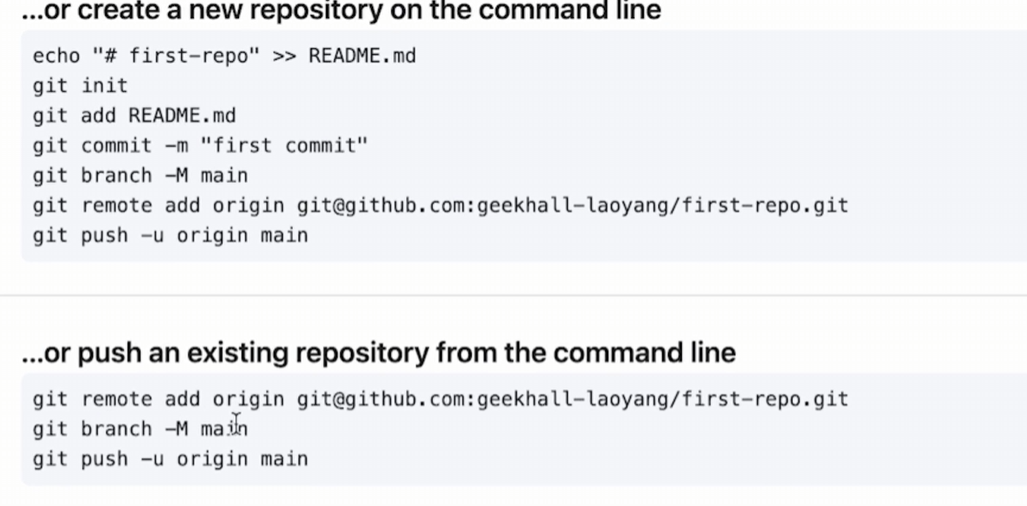 ...or create a new repository on the command line
echo "# first-repo" >> README.md
git init
git add README.md
git commit -m "first commit"
git branch -M main
git remote add origin git@github.com:geekhall-laoyang/first-repo.git
git push -u origin main
...or push an existing repository from the command line
git remote add origin git@github.com:geekhall-laoyang/first-repo.git
git branch -M main
git push -u origin main